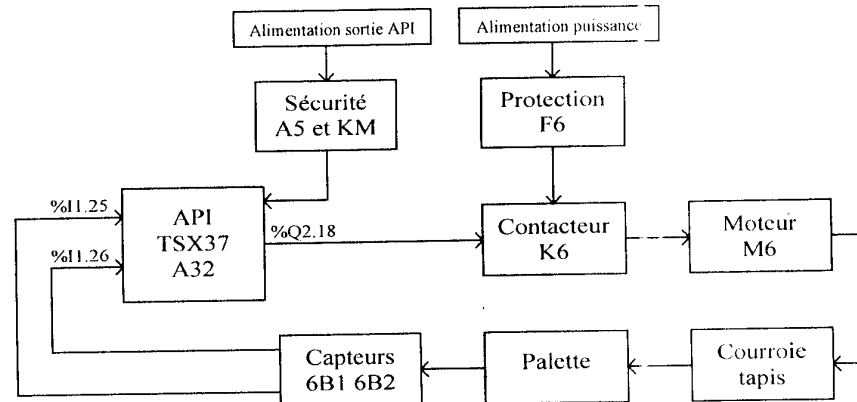 Alimentation sortie API
Alimentation puissance
Sécurité
A5 et KM
Protection
F6
%I1.25
API
TSX37
A32
%I1.26
%Q2.18
Contacteur
K6
Moteur
M6
Capteurs
6B1 6B2
Palette
Courroie
tapis